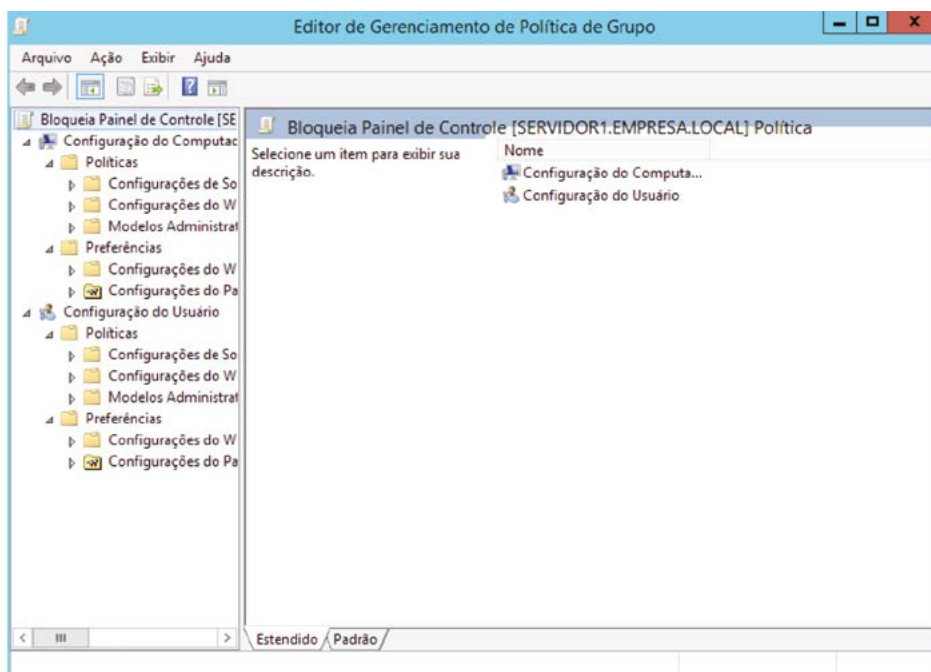 Editor de Gerenciamento de Política de Grupo
Arquivo Ação Exibir Ajuda
Bloqueia Painel de Controle [SE
Configuração do Computac
Políticas
Configurações de So
Configurações do W
Modelos Administrat
Preferências
Configurações do W
Configurações do Pa
Configuração do Usuário
Políticas
Configurações de So
Configurações do W
Modelos Administrat
Preferências
Configurações do W
Configurações do Pa
Bloqueia Painel de Controle [SERVIDOR1.EMPRESA.LOCAL] Política
Selecione um item para exibir sua
descrição.
Nome
Configuração do Computa...
Configuração do Usuário
Estendido Padrão